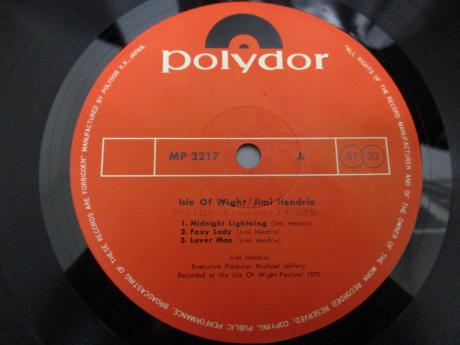 polydor
MP 2217
A
ST 33
Isle Of Wight/Jimi Hendrix
1. Midnight Lightning (Jimi Hendrix)
2. Foxy Lady (Jimi Hendrix)
3. Lover Man (Jimi Hendrix)
Jimi Hendrix
Executive Producer Michael Jeffery
Recorded at the Isle Of Wight Festival 1970
"ALL RIGHTS OF THE RECORD MANUFACTURER AND OF THE OWNER OF THE WORK RECORDED RESERVED. COPYING, PUBLIC PERFORMANCE, BROADCASTING OF THESE RECORDS ARE FORBIDDEN" MANUFACTURED BY POLYDOR K.K., JAPAN